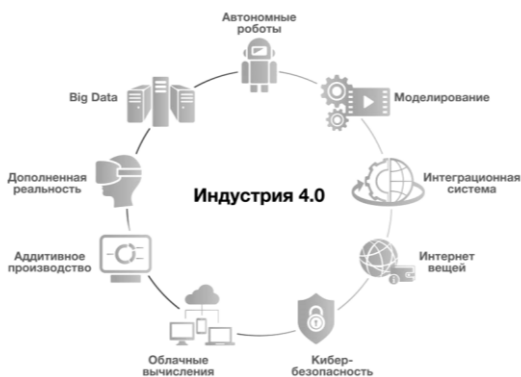 Автономные
роботы
Big Data
Моделирование
Дополненная
реальность
Интеграционная
система
Индустрия 4.0
Аддитивное
производство
Интернет
вещей
Облачные
вычисления
Кибер-
безопасность